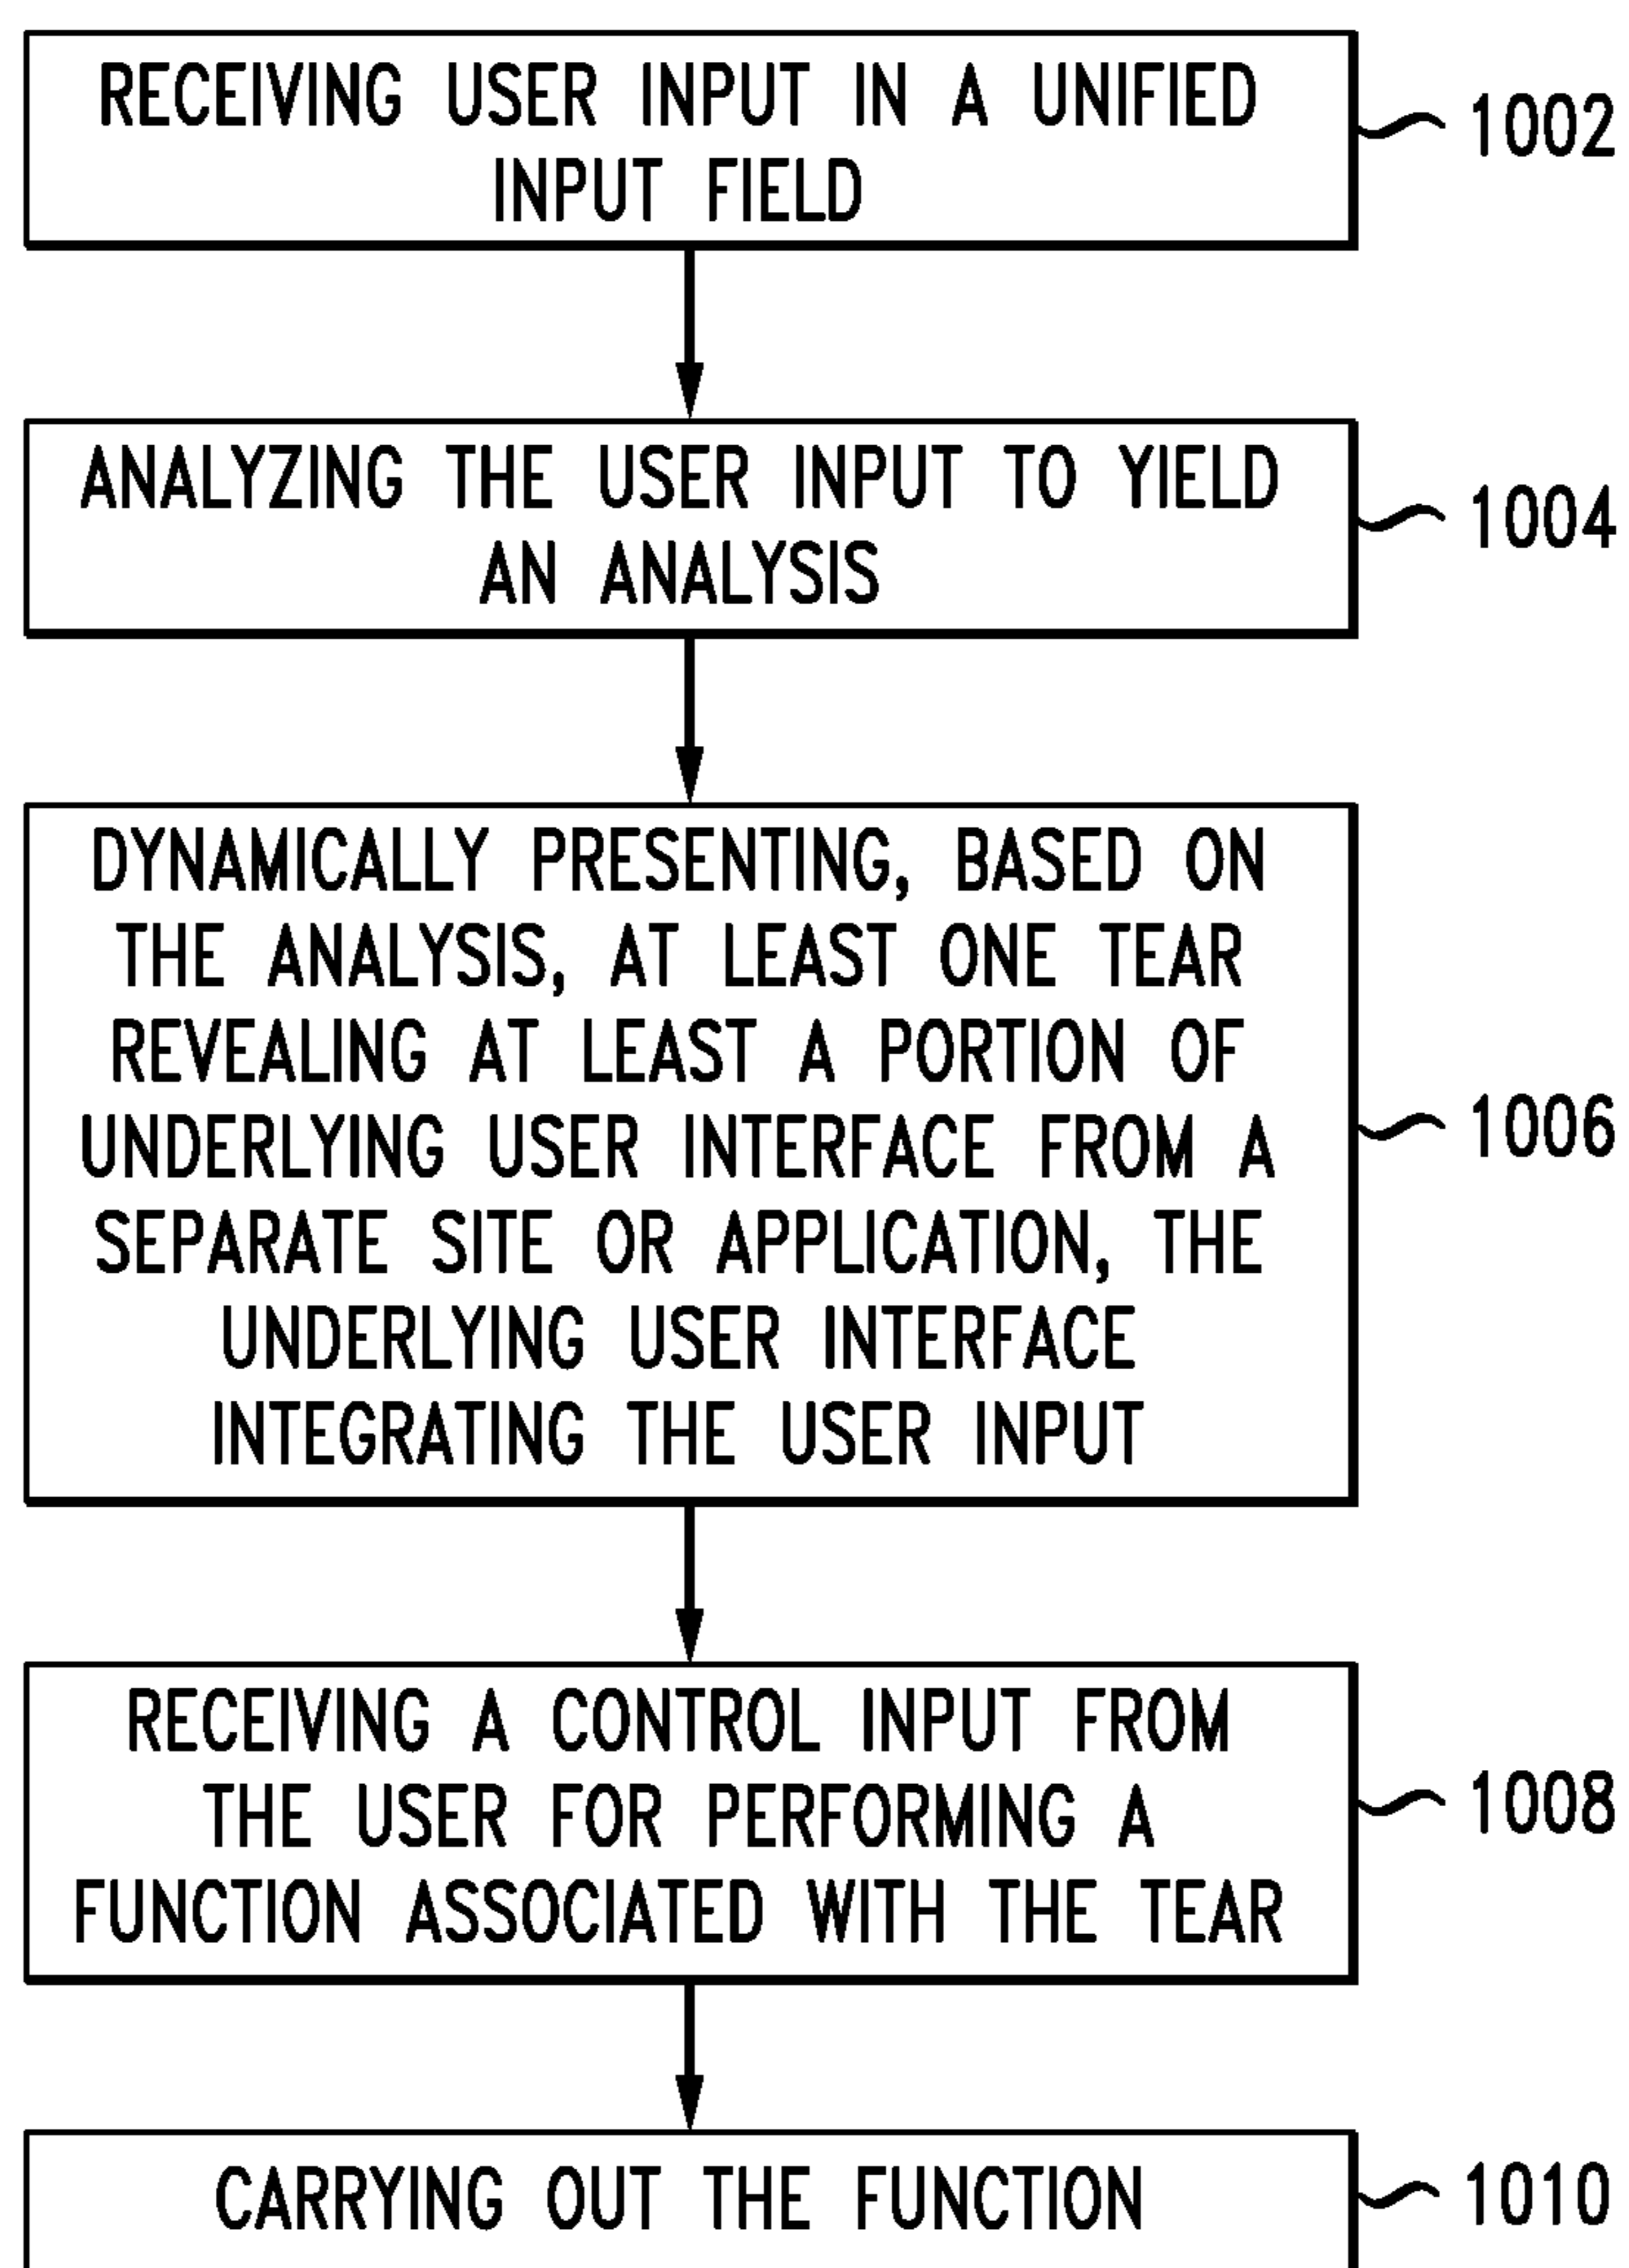 RECEIVING USER INPUT IN A UNIFIED
INPUT FIELD
1002
ANALYZING THE USER INPUT TO YIELD
AN ANALYSIS
1004
DYNAMICALLY PRESENTING, BASED ON
THE ANALYSIS, AT LEAST ONE TEAR
REVEALING AT LEAST A PORTION OF
UNDERLYING USER INTERFACE FROM A
SEPARATE SITE OR APPLICATION, THE
UNDERLYING USER INTERFACE
INTEGRATING THE USER INPUT
1006
RECEIVING A CONTROL INPUT FROM
THE USER FOR PERFORMING A
FUNCTION ASSOCIATED WITH THE TEAR
1008
CARRYING OUT THE FUNCTION
1010